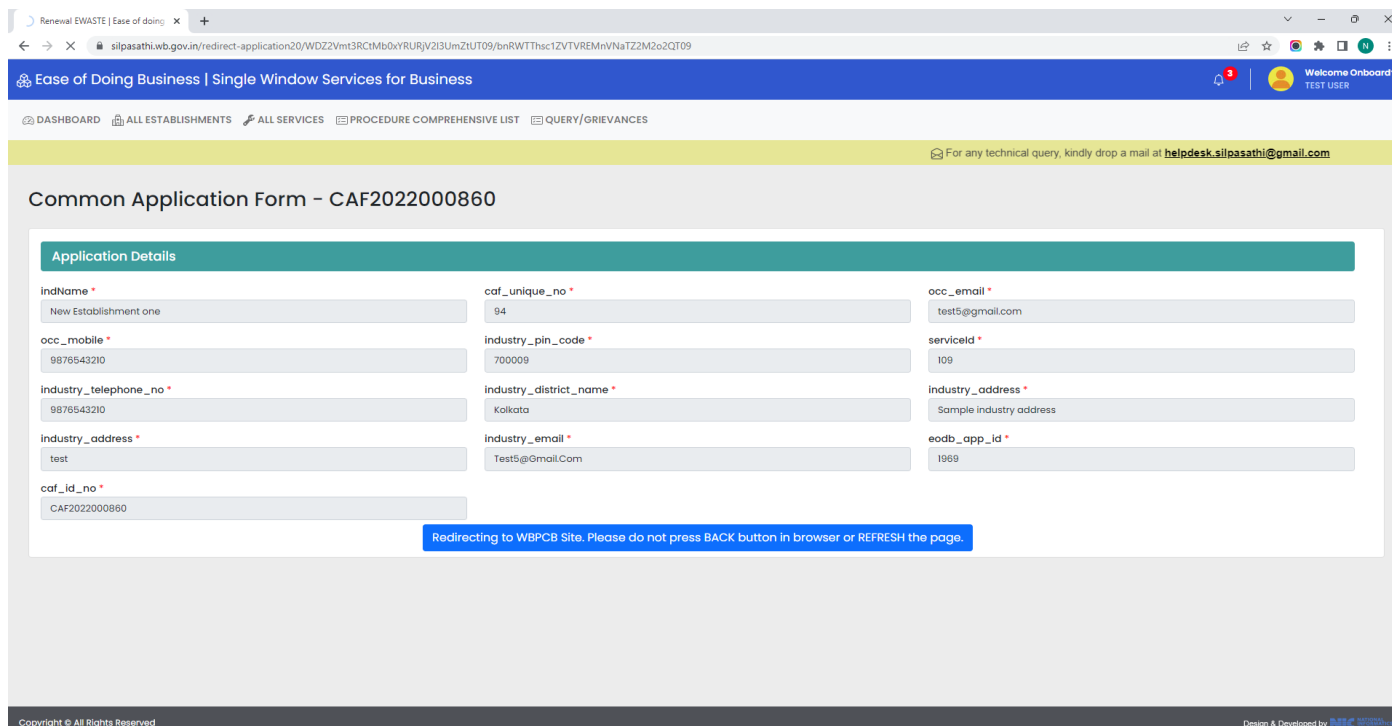 Renewal EWASTE | Ease of doing
silpasathi.wb.gov.in/redirect-application20/WDZ2Vmt3RCtMb0xYRURjV2I3UmZtUT09/bnRWTThsc1ZVTVREMnVNaTZ2M2o2QT09
N
Ease of Doing Business | Single Window Services for Business
3
Welcome Onboard
TEST USER
DASHBOARD ALL ESTABLISHMENTS ALL SERVICES PROCEDURE COMPREHENSIVE LIST QUERY/GRIEVANCES
For any technical query, kindly drop a mail at helpdesk.silpasathi@gmail.com
Common Application Form - CAF2022000860
Application Details
indName * caf_unique_no * occ_email *
New Establishment one 94 test5@gmail.com
occ_mobile * industry_pin_code * serviceId *
9876543210 700009 109
industry_telephone_no * industry_district_name * industry_address *
9876543210 Kolkata Sample industry address
industry_address * industry_email * eodb_app_id *
test Test5@Gmail.Com 1969
caf_id_no *
CAF2022000860
Redirecting to WBPCB Site. Please do not press BACK button in browser or REFRESH the page.
Copyright © All Rights Reserved
Design & Developed by